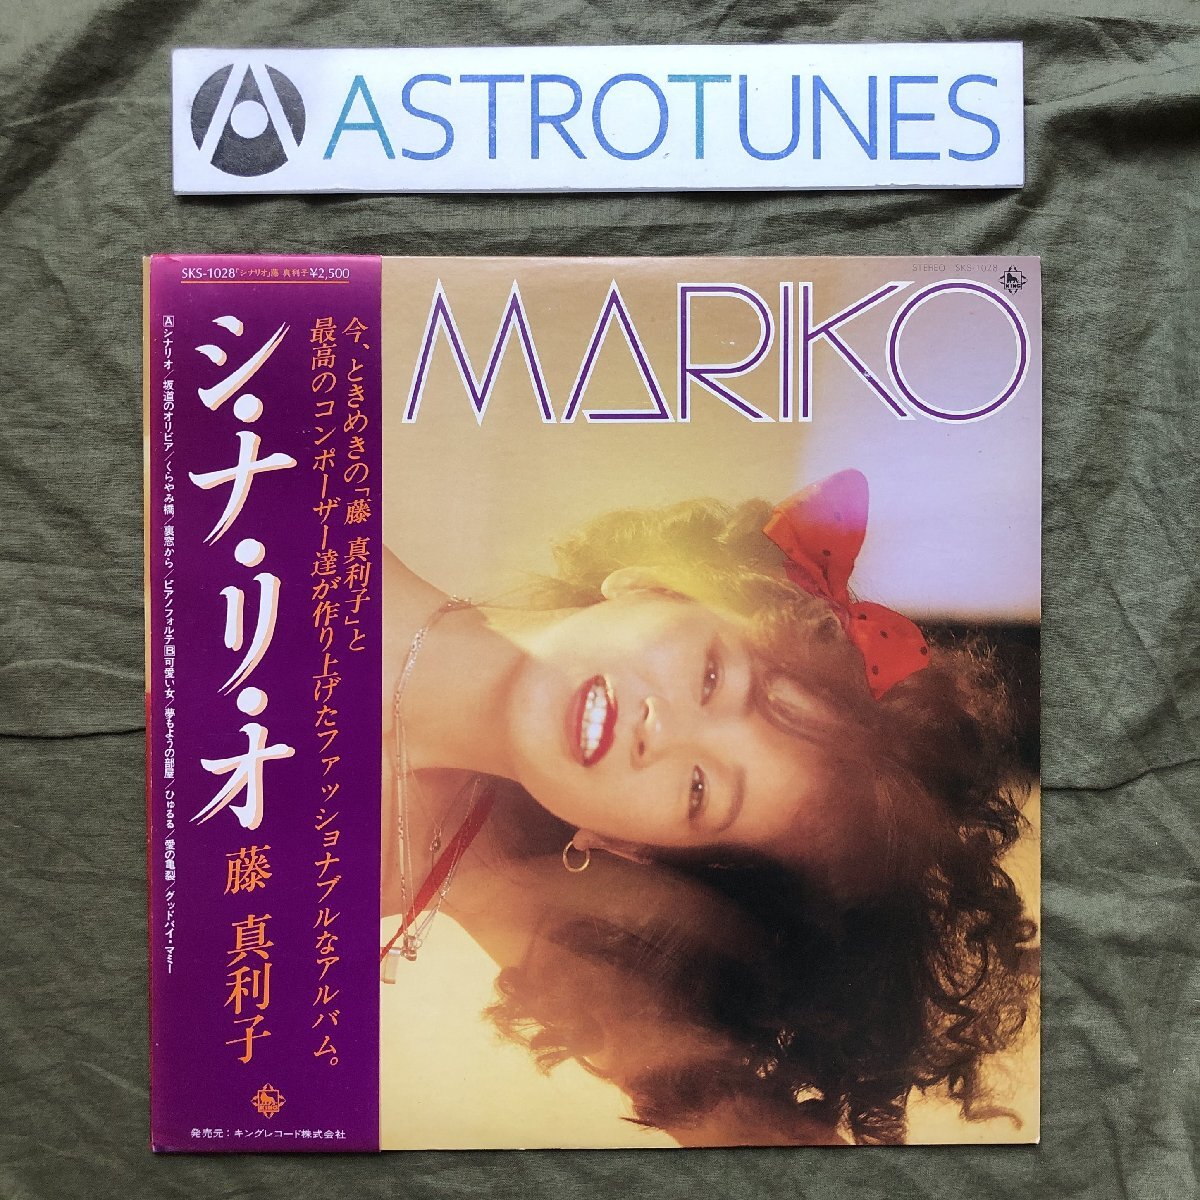 ASTROTUNES
SKS-1028「シナリオ」藤 真利子 ¥2,500
STEREO SKS-1028
KING
MARIKO
今、ときめきの「藤 真利子」と
最高のコンポーザー達が作り上げたファッショナブルなアルバム。
シ・ナ・リ・オ
藤 真利子
A シナリオ/坂道のオリビア/くらやみ橋/裏窓から/ピアノフォルテ B 可愛い女/夢もようの部屋/ひゅるる/愛の亀裂/グッドバイ・マミー
KING
発売元:キングレコード株式会社